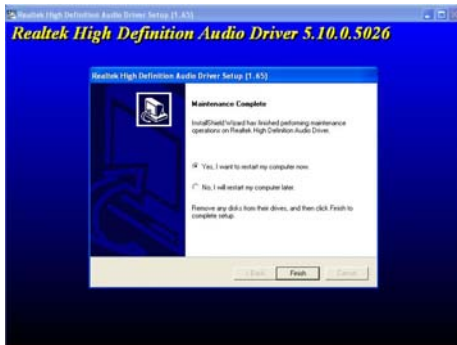 Realtek High Definition Audio Driver Setup (1.65)
Realtek High Definition Audio Driver 5.10.0.5026
Realtek High Definition Audio Driver Setup (1.65)
Maintenance Complete
InstallShield Wizard has finished performing maintenance
operations on Realtek High Definition Audio Driver.
Yes, I want to restart my computer now.
No, I will restart my computer later.
Remove any disks from their drives, and then click Finish to
complete setup.
< Back Finish Cancel